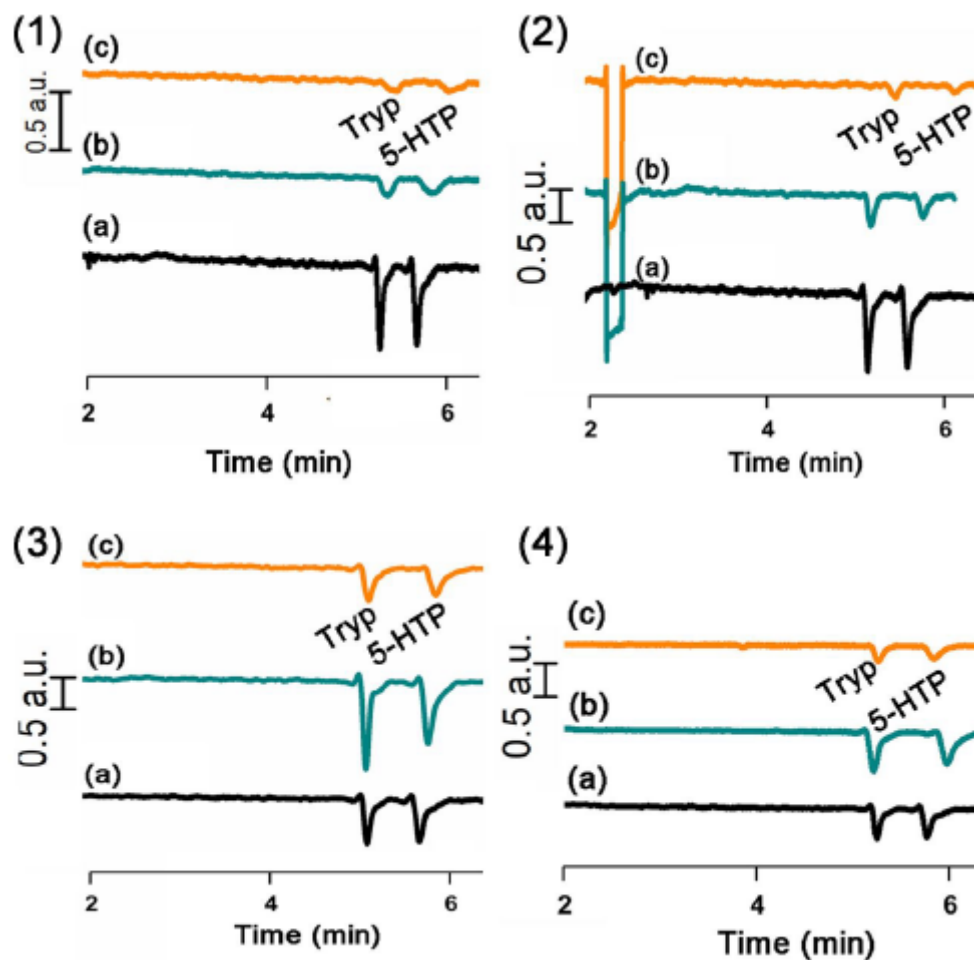 (1)
(c)
0.5 a.u.
Tryp
5-HTP
(b)
(a)
2 4 6
Time (min)
(2)
(c)
Tryp
5-HTP
(b)
0.5 a.u.
(a)
2 4 6
Time (min)
(3)
(c)
Tryp
5-HTP
(b)
0.5 a.u.
(a)
2 4 6
Time (min)
(4)
(c)
Tryp
0.5 a.u.
5-HTP
(b)
(a)
2 4 6
Time (min)